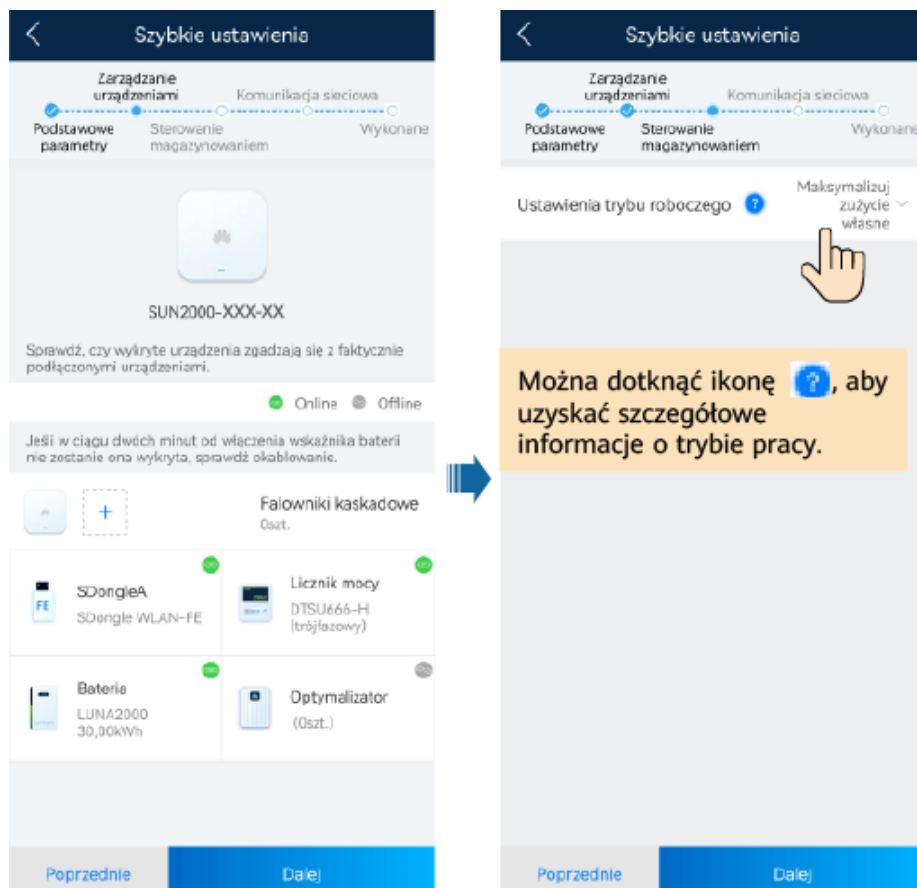 Szybkie ustawienia
Zarządzanie
urządzeniami
Komunikacja sieciowa
Podstawowe
parametry
Sterowanie
magazynowaniem
Wykonane
SUN2000-XXX-XX
Sprawdź, czy wykryte urządzenia zgadzają się z faktycznie
podłączonymi urządzeniami.
Online Offline
Jeśli w ciągu dwóch minut od włączenia wskaźnika baterii
nie zostanie ona wykryta, sprawdź okablowanie.
+
Falowniki kaskadowe
0szt.
FE
SDongleA
SDongle WLAN-FE
Licznik mocy
DTSU666-H
(trójfazowy)
Bateria
LUNA2000
30,00kWh
Optymalizator
(0szt.)
Poprzednie
Dalej
Szybkie ustawienia
Zarządzanie
urządzeniami
Komunikacja sieciowa
Podstawowe
parametry
Sterowanie
magazynowaniem
Wykonane
Ustawienia trybu roboczego ?
Maksymalizuj
zużycie
własne
Można dotknąć ikonę ?, aby
uzyskać szczegółowe
informacje o trybie pracy.
Poprzednie
Dalej